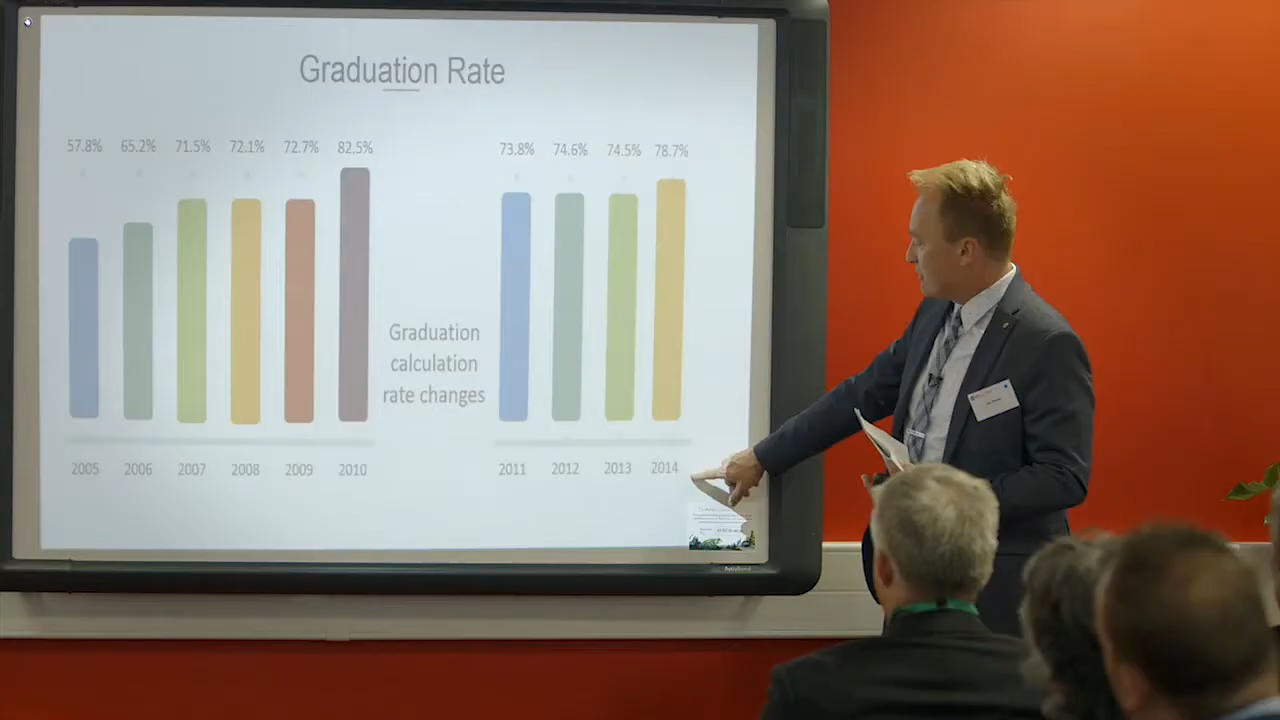 Graduation Rate
57.8% 65.2% 71.5% 72.1% 72.7% 82.5% 73.8% 74.6% 74.5% 78.7%
Graduation
calculation
rate changes
2005 2006 2007 2008 2009 2010 2011 2012 2013 2014